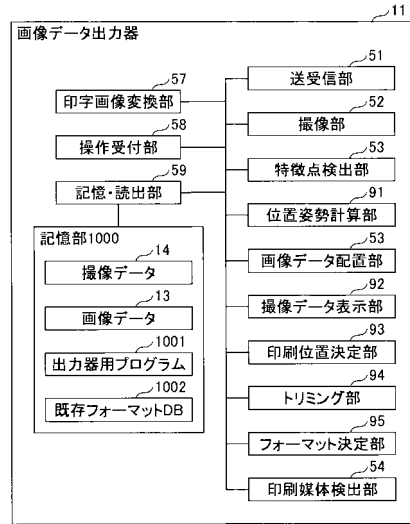 11
画像データ出力器
57
印字画像変換部
58
操作受付部
59
記憶・読出部
記憶部1000
14
撮像データ
13
画像データ
1001
出力器用プログラム
1002
既存フォーマットDB
51
送受信部
52
撮像部
53
特徴点検出部
91
位置姿勢計算部
53
画像データ配置部
92
撮像データ表示部
93
印刷位置決定部
94
トリミング部
95
フォーマット決定部
54
印刷媒体検出部